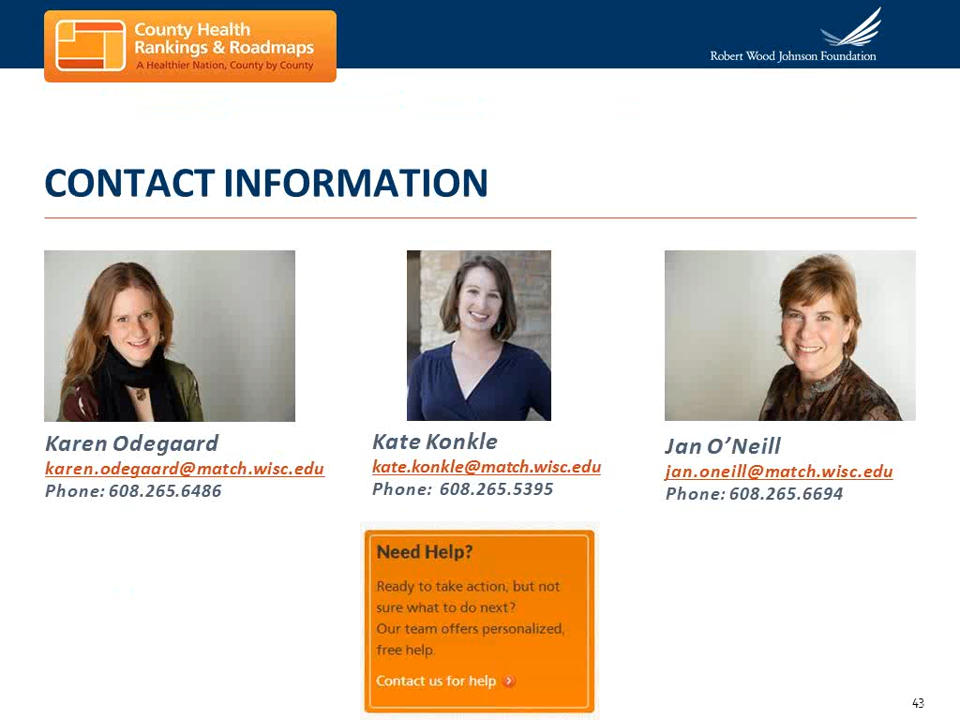 County Health
Rankings & Roadmaps
A Healthier Nation, County by County
Robert Wood Johnson Foundation
CONTACT INFORMATION
Karen Odegaard
karen.odegaard@match.wisc.edu
Phone: 608.265.6486
Kate Konkle
kate.konkle@match.wisc.edu
Phone: 608.265.5395
Jan O’Neill
jan.oneill@match.wisc.edu
Phone: 608.265.6694
Need Help?
Ready to take action, but not
sure what to do next?
Our team offers personalized,
free help.
Contact us for help
43